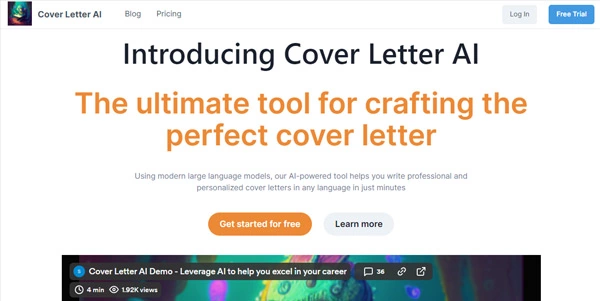 Cover Letter AI Blog Pricing Log In Free Trial
Introducing Cover Letter AI
The ultimate tool for crafting the
perfect cover letter
Using modern large language models, our AI-powered tool helps you write professional and
personalized cover letters in any language in just minutes
Get started for free Learn more
S Cover Letter AI Demo - Leverage AI to help you excel in your career 36
4 min 1.92K views